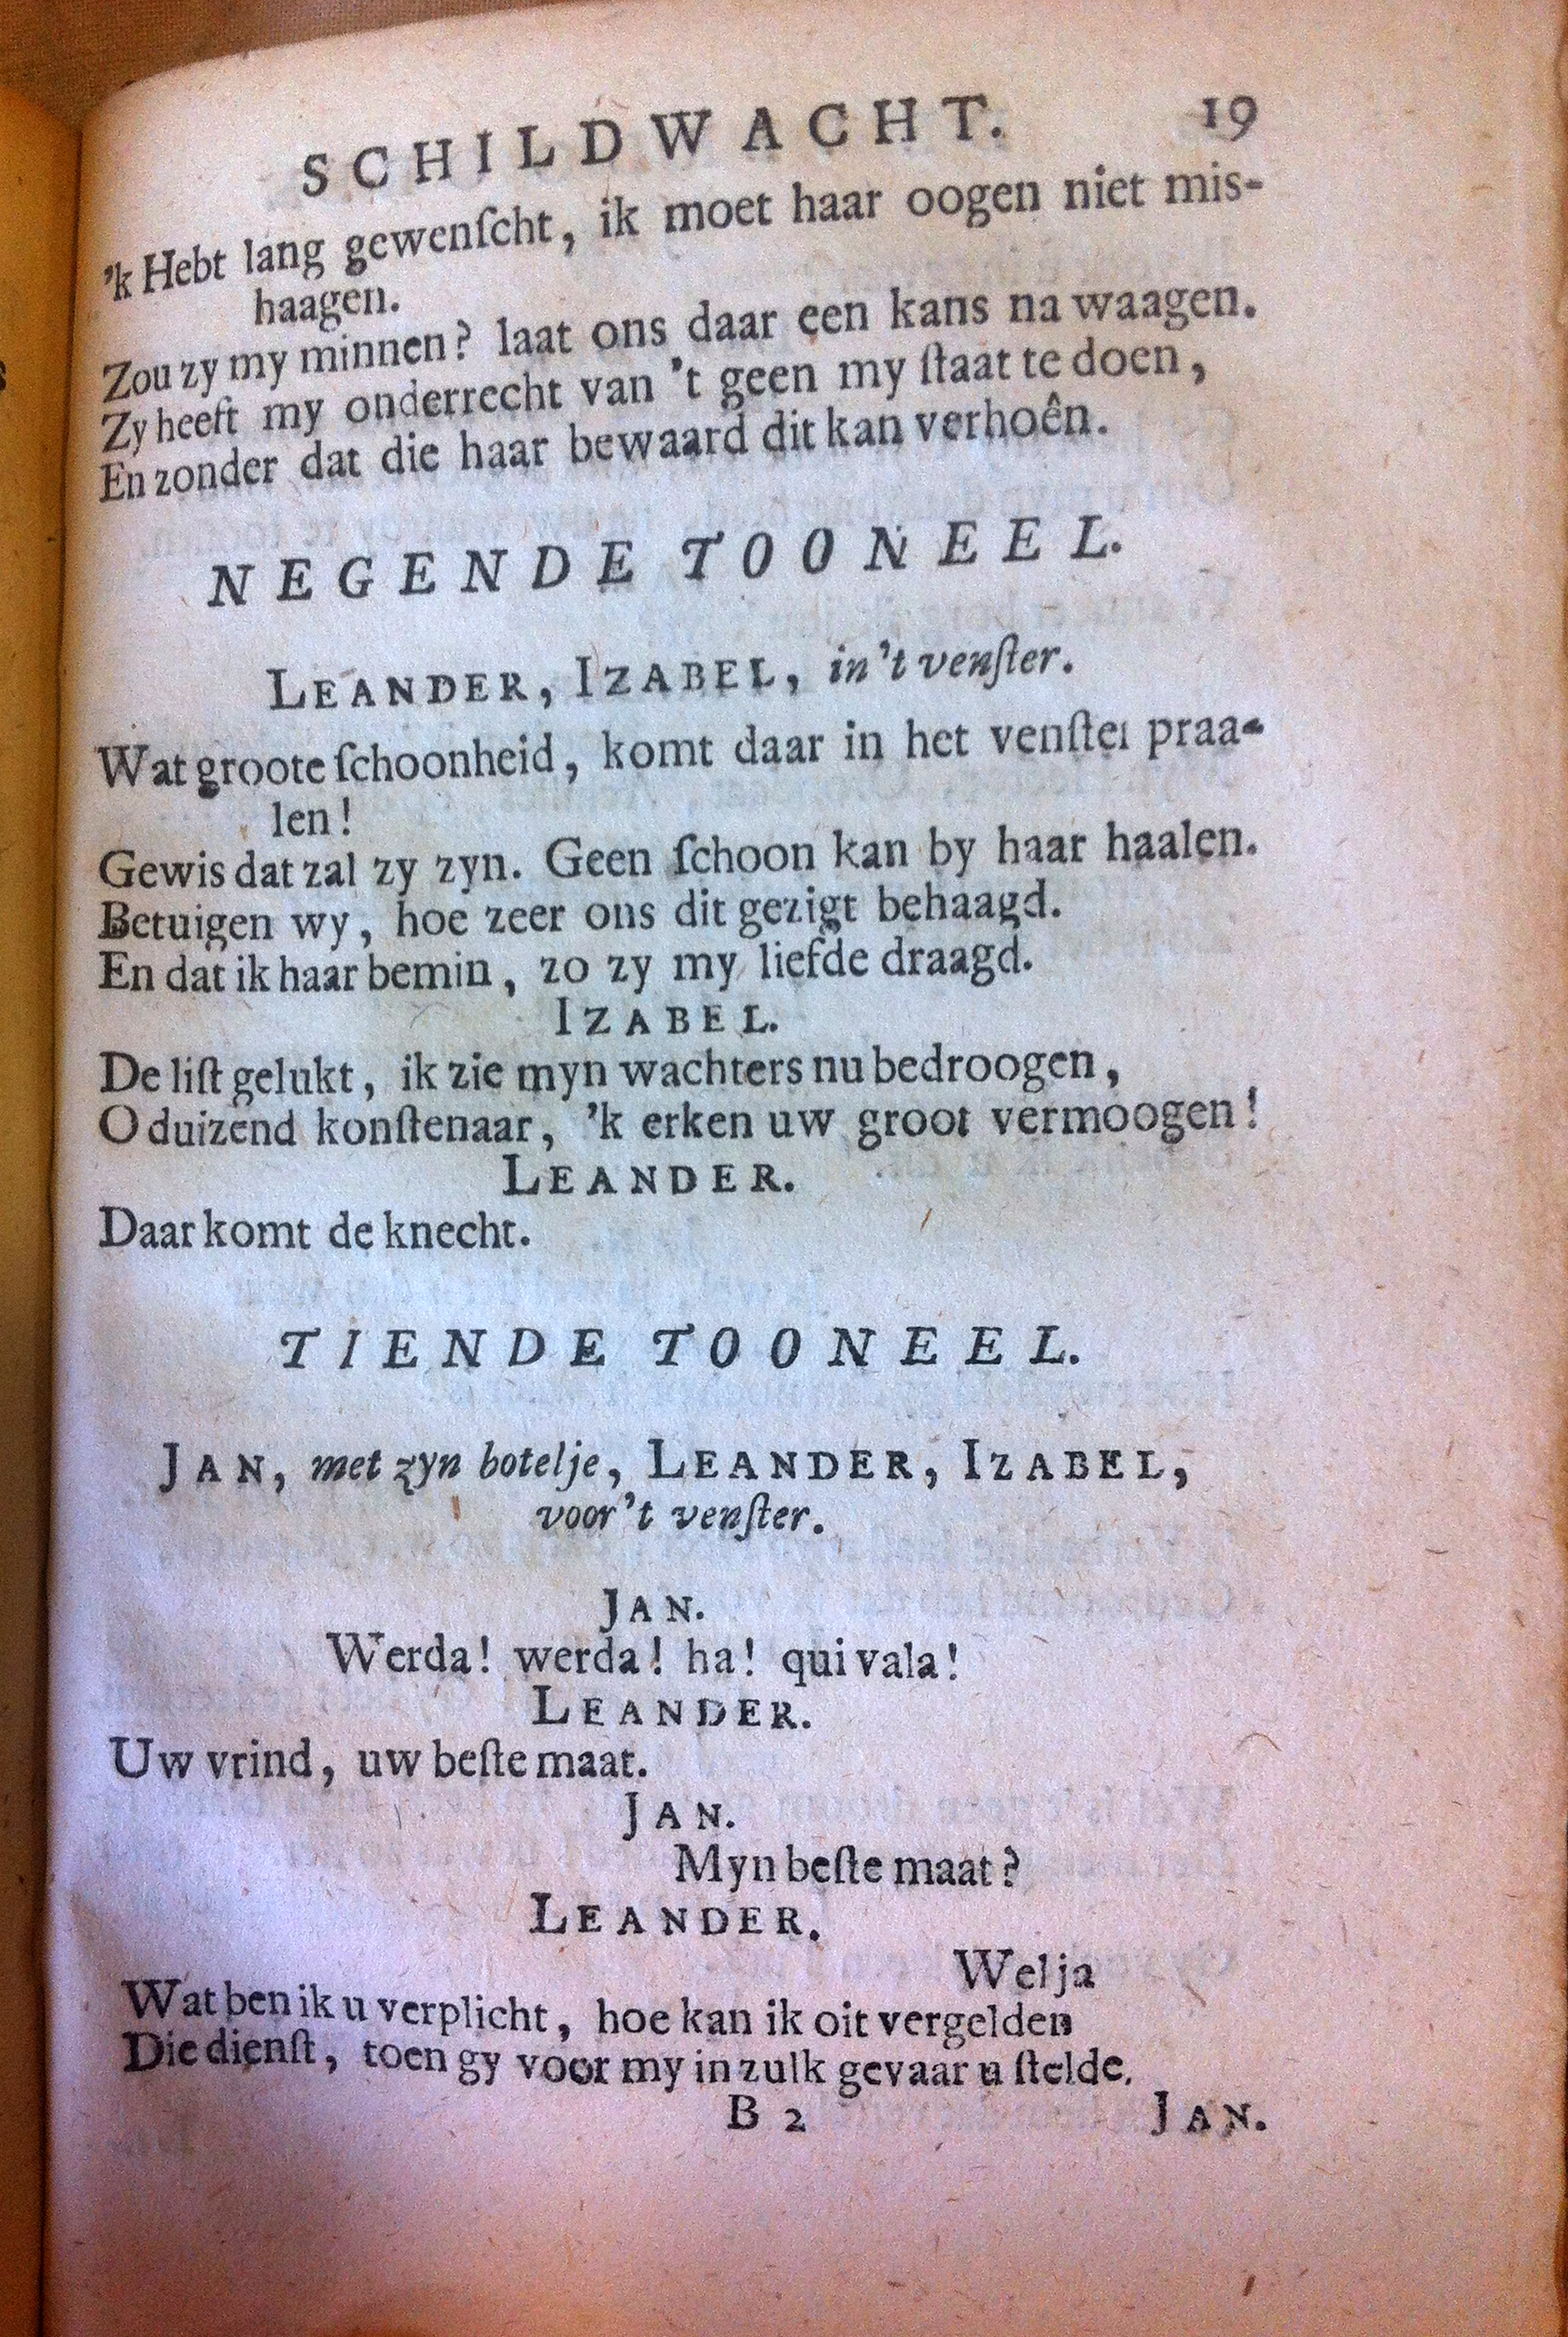 SCHILDWACHT. 19
'k Hebt lang gewenſcht, ik moet haar oogen niet mis-
haagen.
Zou zy my minnen? laat ons daar een kans na waagen.
Zy heeft my onderrecht van 't geen my ſtaat te doen,
En zonder dat die haar bewaard dit kan verhoên.
NEGENDE TOONEEL.
LEANDER, IZABEL, in 't venſter.
Wat groote ſchoonheid, komt daar in het venſter praa-
len!
Gewis dat zal zy zyn. Geen ſchoon kan by haar haalen.
Betuigen wy, hoe zeer ons dit gezigt behaagd.
En dat ik haar bemin, zo zy my liefde draagd.
IZABEL.
De liſt gelukt, ik zie myn wachters nu bedroogen,
O duizend konſtenaar, 'k erken uw groot vermoogen!
LEANDER.
Daar komt de knecht.
TIENDE TOONEEL.
JAN, met zyn botelje, LEANDER, IZABEL,
voor 't venſter.
JAN.
Werda! werda! ha! qui vala!
LEANDER.
Uw vrind, uw beſte maat.
JAN.
Myn beſte maat?
LEANDER.
Wel ja
Wat ben ik u verplicht, hoe kan ik oit vergelden
Die dienſt, toen gy voor my in zulk gevaar u ſtelde.
B 2 JAN.